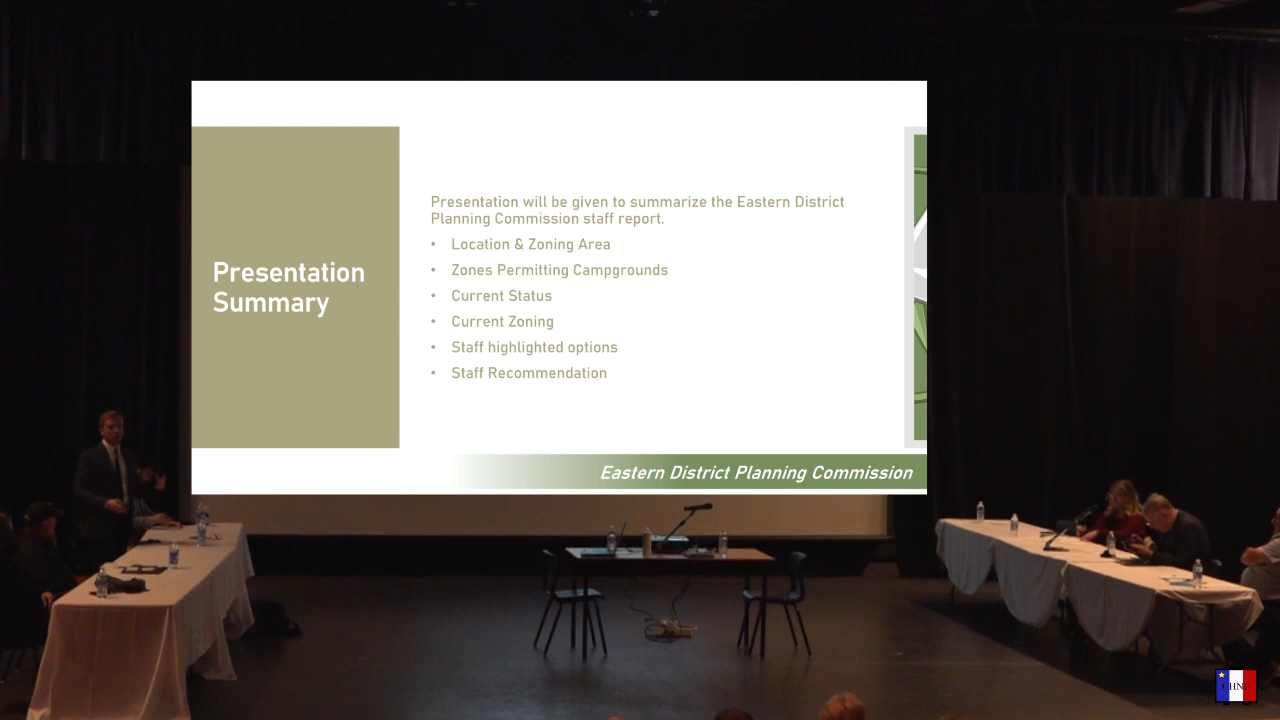 Presentation
Summary
Presentation will be given to summarize the Eastern District
Planning Commission staff report.
• Location & Zoning Area
• Zones Permitting Campgrounds
• Current Status
• Current Zoning
• Staff highlighted options
• Staff Recommendation
Eastern District Planning Commission